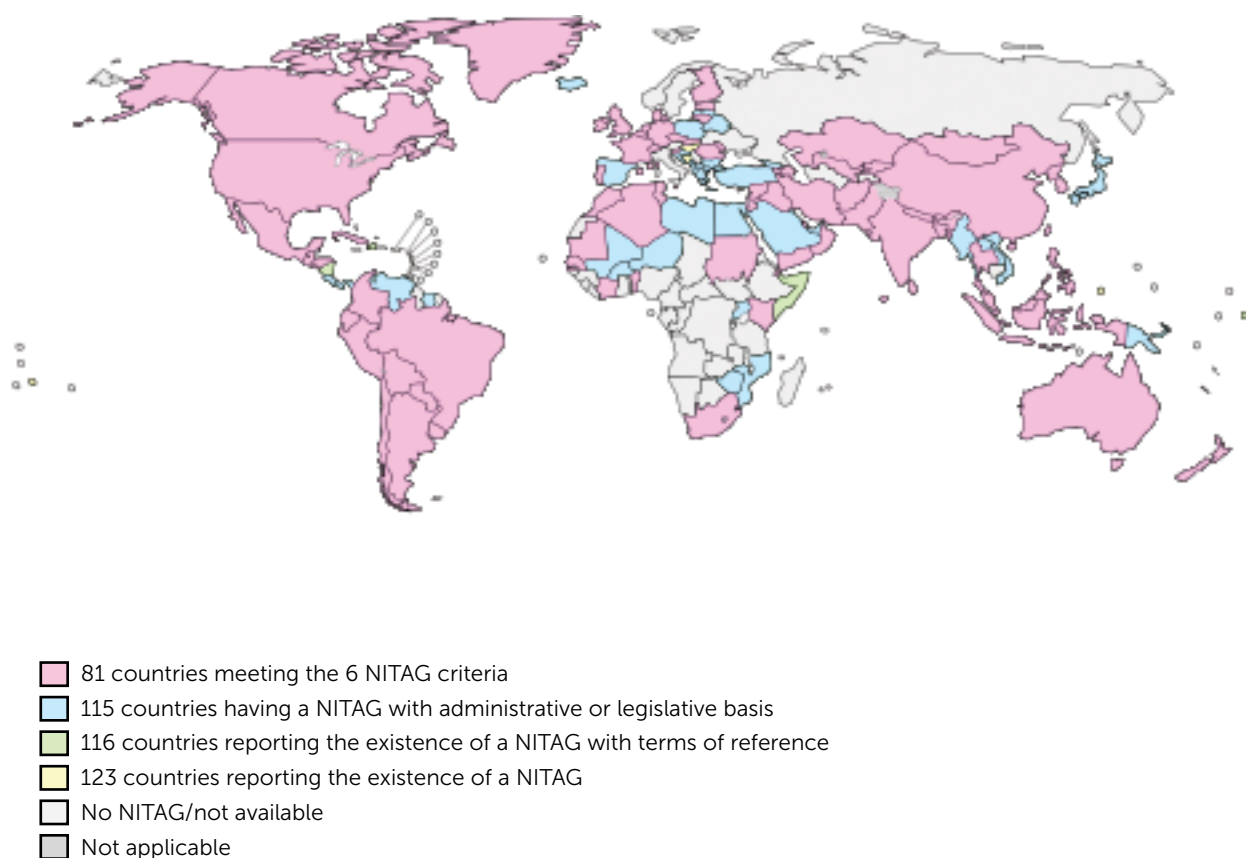 81 countries meeting the 6 NITAG criteria
115 countries having a NITAG with administrative or legislative basis
116 countries reporting the existence of a NITAG with terms of reference
123 countries reporting the existence of a NITAG
No NITAG/not available
Not applicable